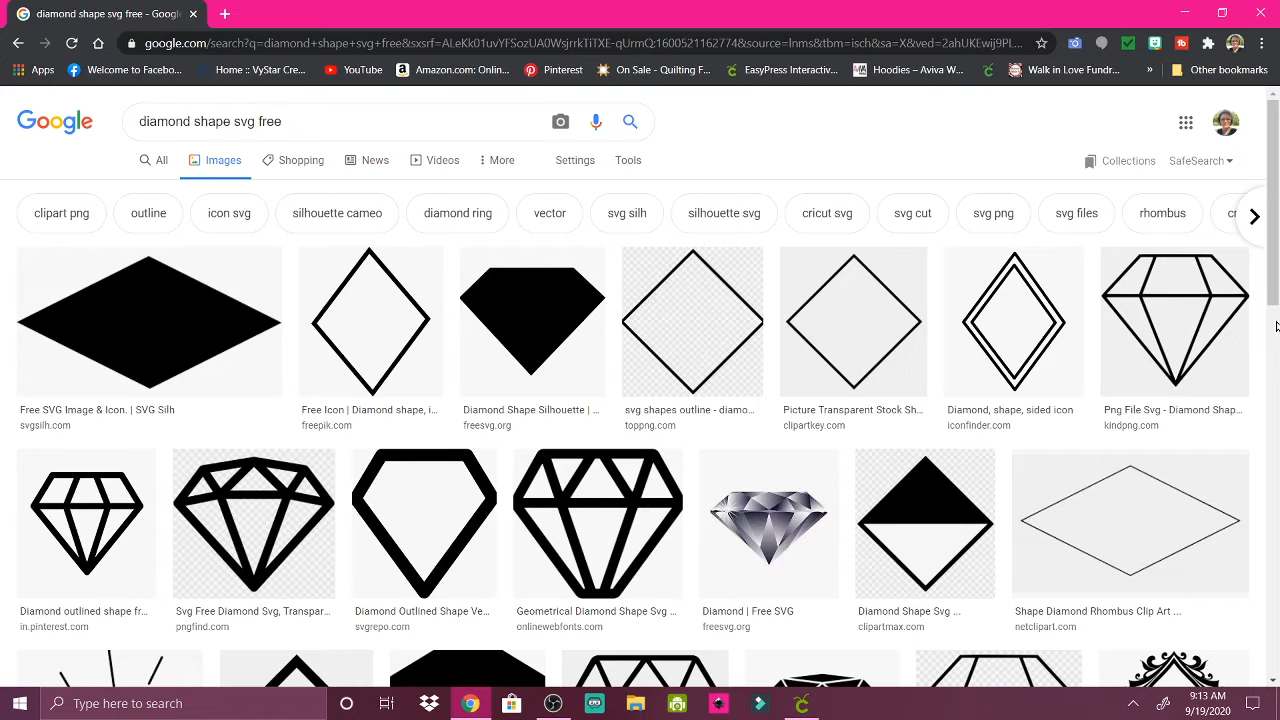 diamond shape svg free - Google
google.com/search?q=diamond+shape+svg+free&sxsrf=ALeKk01uvYFSozUA0WsjrrkTiTXE-qUrmQ:1600521162774&source=lnms&tbm=isch&sa=X&ved=2ahUKEwij9PL...
Apps Welcome to Facebo... Home :: VyStar Cre... YouTube Amazon.com: Onlin... Pinterest On Sale - Quilting F... EasyPress Interactiv... Hoodies – Aviva W... Walk in Love Fundr... » Other bookmarks
Google diamond shape svg free
All Images Shopping News Videos More Settings Tools Collections SafeSearch
clipart png outline icon svg silhouette cameo diamond ring vector svg silh silhouette svg cricut svg svg cut svg png svg files rhombus
Free SVG Image & Icon. | SVG Silh Free Icon | Diamond shape, i... Diamond Shape Silhouette | ... svg shapes outline - diamo... Picture Transparent Stock Sh... Diamond, shape, sided icon Png File Svg - Diamond Shap...
svgsilh.com freepik.com freesvg.org toppng.com clipartkey.com iconfinder.com kindpng.com
Diamond outlined shape fr... Svg Free Diamond Svg, Transpar... Diamond Outlined Shape Ve... Geometrical Diamond Shape Svg ... Diamond | Free SVG Diamond Shape Svg ... Shape Diamond Rhombus Clip Art ...
in.pinterest.com pngfind.com svgrepo.com onlinewebfonts.com freesvg.org clipartmax.com netclipart.com
Type here to search
9:13 AM
9/19/2020